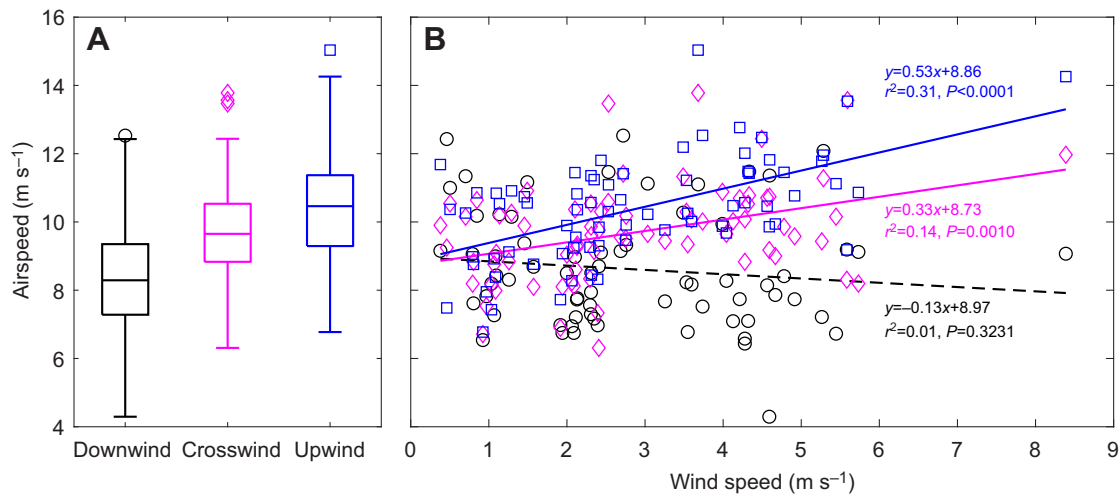 A
B
16
14
12
10
8
6
4
Airspeed (m s⁻¹)
Downwind Crosswind Upwind
y=0.53x+8.86
r²=0.31, P<0.0001
y=0.33x+8.73
r²=0.14, P=0.0010
y=–0.13x+8.97
r²=0.01, P=0.3231
0 1 2 3 4 5 6 7 8 9
Wind speed (m s⁻¹)